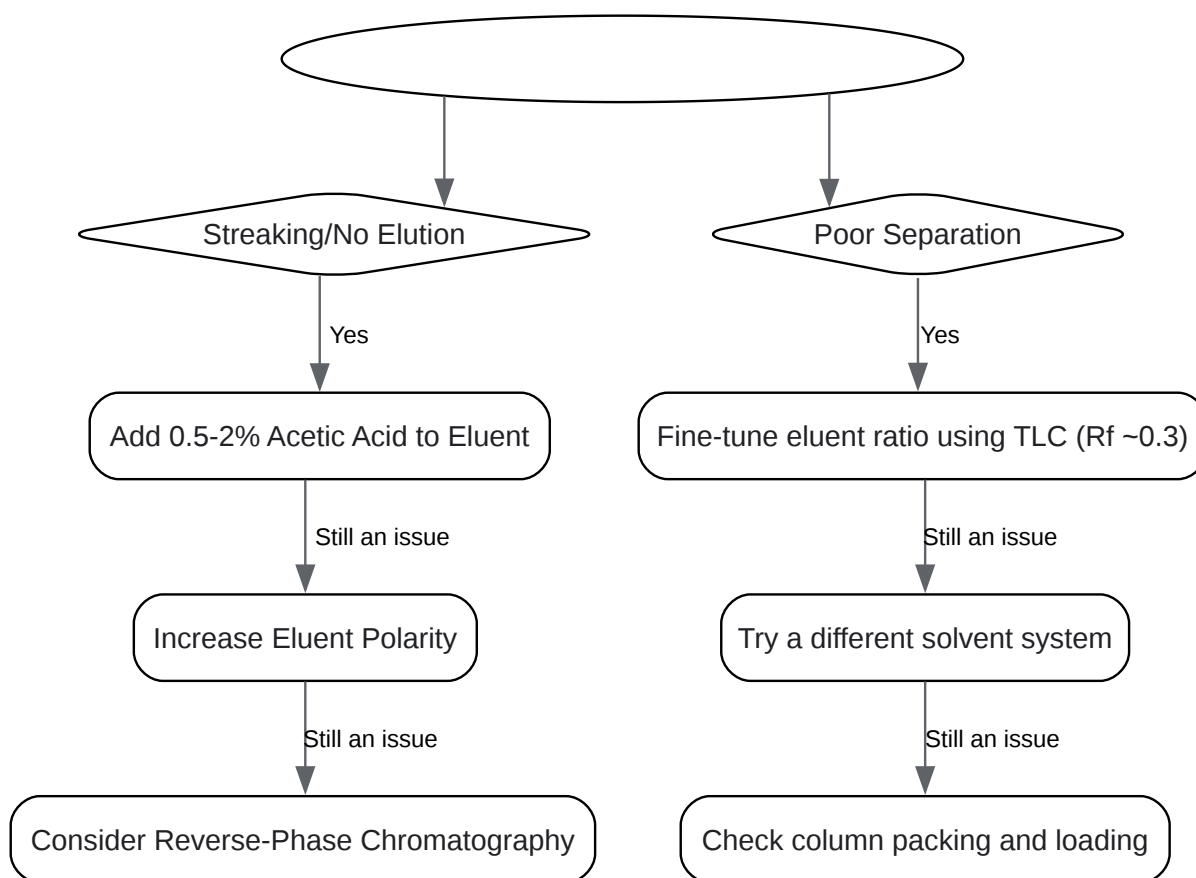 Streaking/No Elution
Poor Separation
Yes
Yes
Add 0.5-2% Acetic Acid to Eluent
Fine-tune eluent ratio using TLC (Rf ~0.3)
Still an issue
Still an issue
Increase Eluent Polarity
Try a different solvent system
Still an issue
Still an issue
Consider Reverse-Phase Chromatography
Check column packing and loading